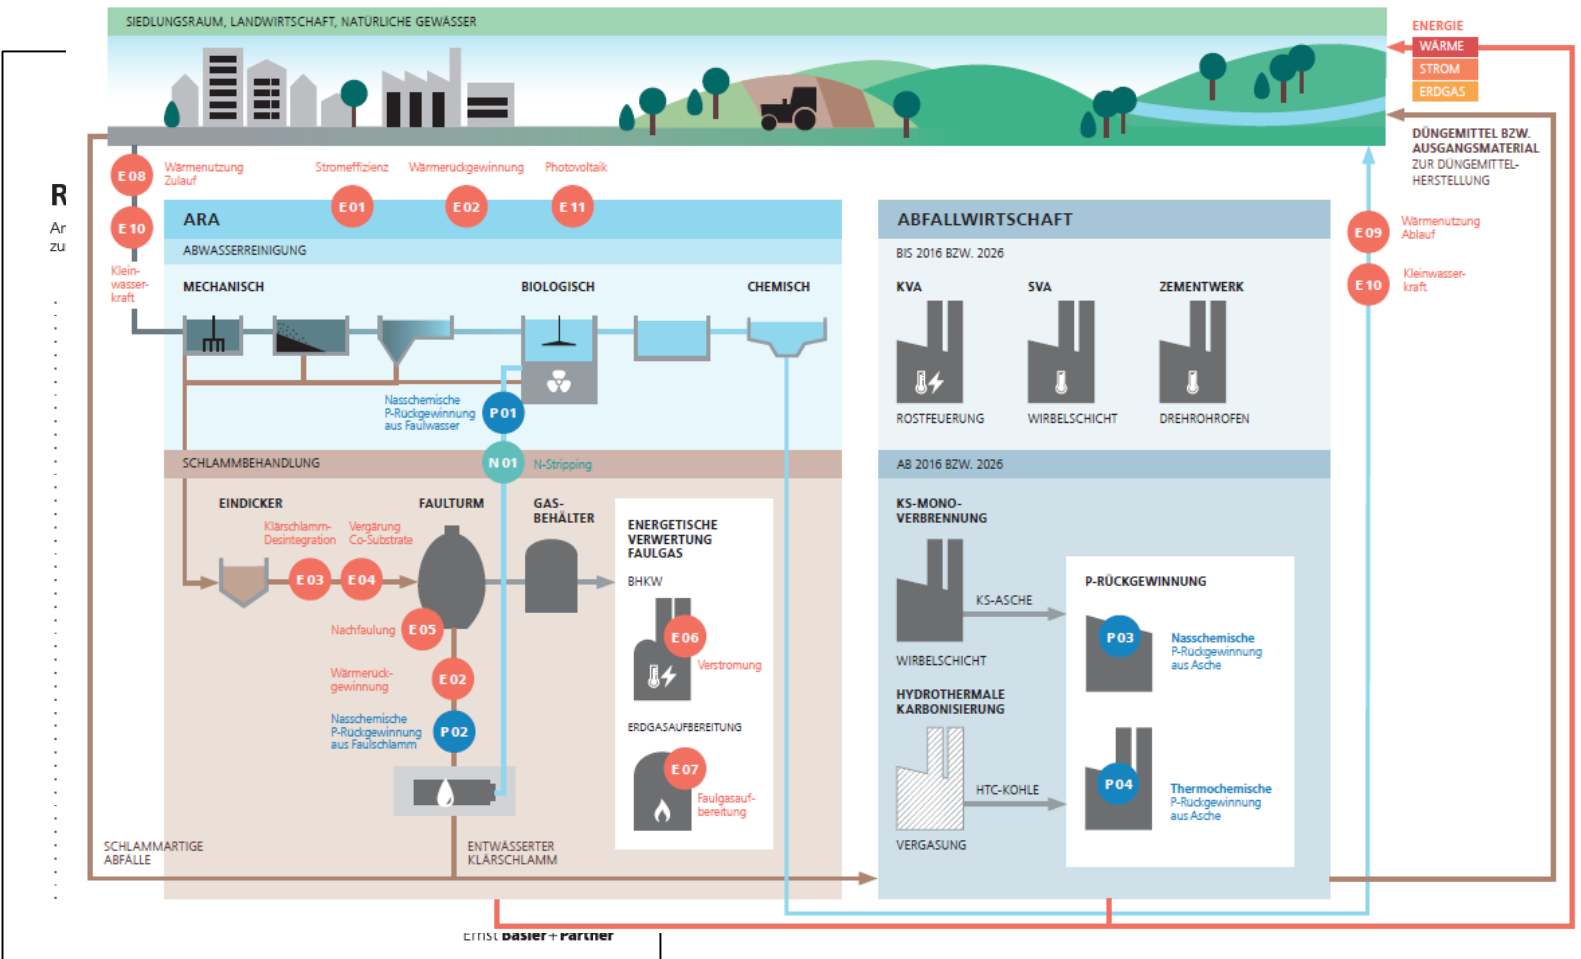 SIEDLUNGSRAUM, LANDWIRTSCHAFT, NATÜRLICHE GEWÄSSER
ENERGIE
WÄRME
STROM
ERDGAS
DÜNGEMITTEL BZW.
AUSGANGSMATERIAL
ZUR DÜNGEMITTEL-
HERSTELLUNG
E 08
Wärmenutzung
Zulauf
E 10
Klein-
wasser-
kraft
Stromeffizienz
E 01
Wärmerückgewinnung
E 02
Photovoltaik
E 11
R
ARA
ABWASSERREINIGUNG
MECHANISCH
BIOLOGISCH
CHEMISCH
Nasschemische
P-Rückgewinnung
aus Faulwasser
P 01
SCHLAMMBEHANDLUNG
N 01
N-Stripping
EINDICKER
Klärschlamm-
Desintegration
E 03
Vergärung
Co-Substrate
E 04
FAULTURM
Nachfaulung
E 05
Wärmerück-
gewinnung
E 02
Nasschemische
P-Rückgewinnung
aus Faulschlamm
P 02
GAS-
BEHÄLTER
ENERGETISCHE
VERWERTUNG
FAULGAS
BHKW
E 06
Verstromung
ERDGASAUFBEREITUNG
E 07
Faulgasauf-
bereitung
SCHLAMMARTIGE
ABFÄLLE
ENTWÄSSERTER
KLÄRSCHLAMM
ABFALLWIRTSCHAFT
BIS 2016 BZW. 2026
KVA
SVA
ZEMENTWERK
ROSTFEUERUNG
WIRBELSCHICHT
DREHROHROFEN
AB 2016 BZW. 2026
KS-MONO-
VERBRENNUNG
KS-ASCHE
WIRBELSCHICHT
HYDROTHERMALE
KARBONISIERUNG
HTC-KOHLE
VERGASUNG
P-RÜCKGEWINNUNG
P 03
Nasschemische
P-Rückgewinnung
aus Asche
P 04
Thermochemische
P-Rückgewinnung
aus Asche
E 09
Wärmenutzung
Ablauf
E 10
Kleinwasser-
kraft
Ernst Basler + Partner